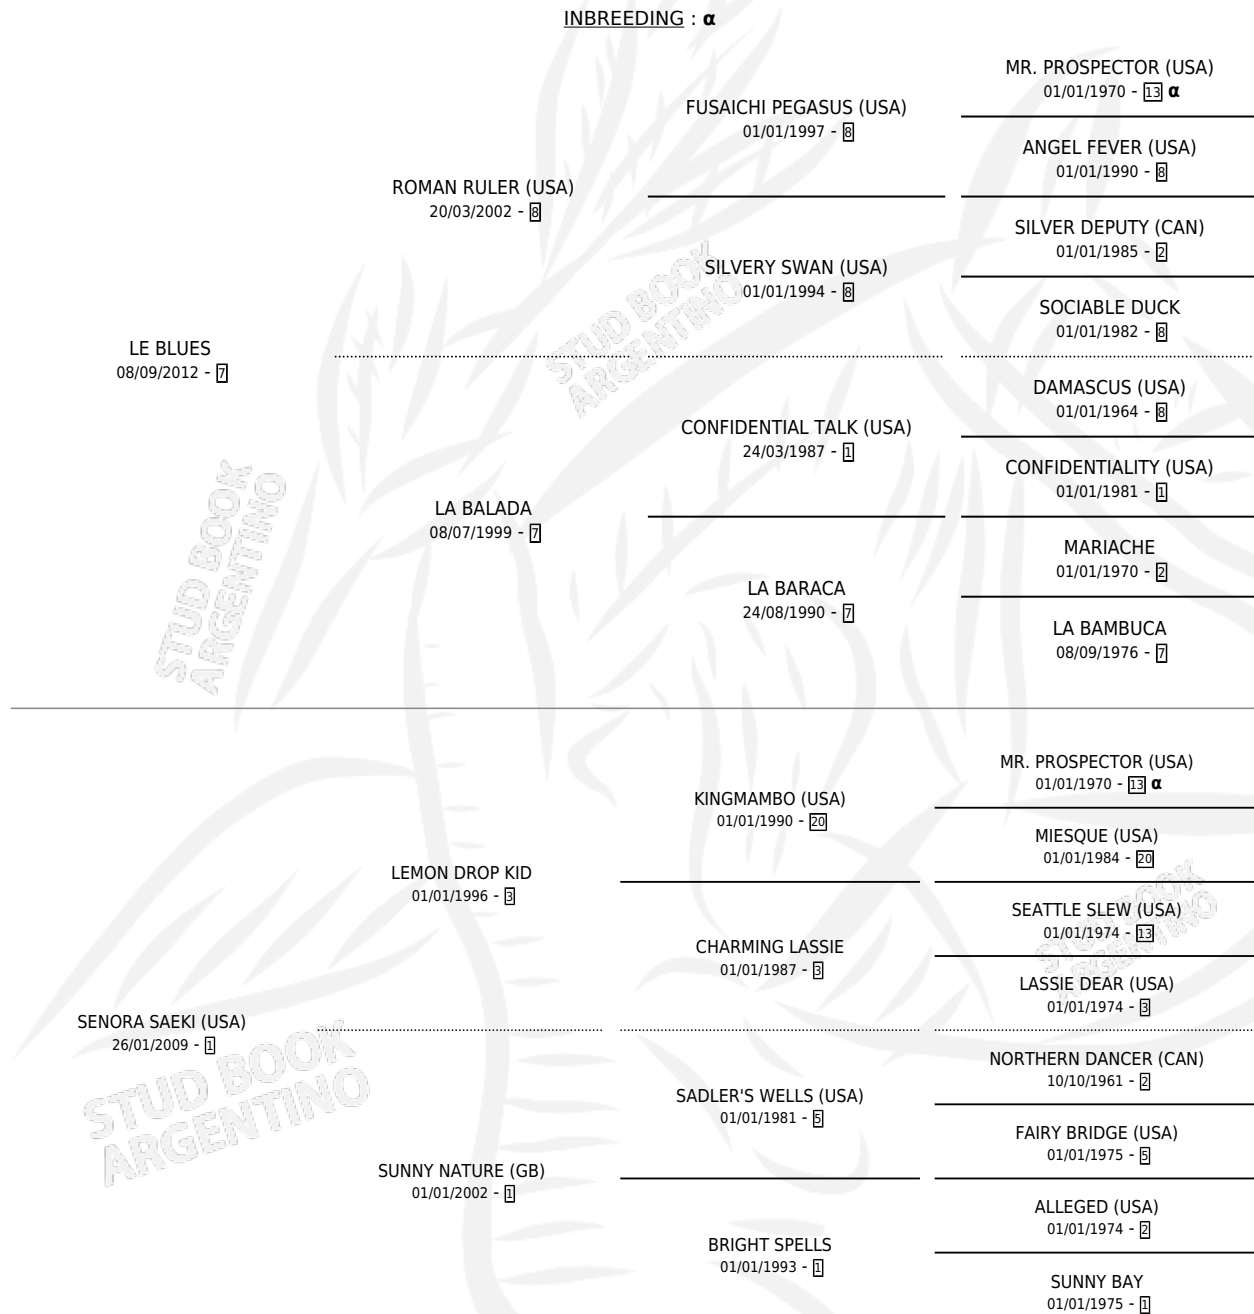 INBREEDING : α
MR. PROSPECTOR (USA)
01/01/1970 - 13 α
FUSAICHI PEGASUS (USA)
01/01/1997 - 8
ANGEL FEVER (USA)
01/01/1990 - 8
ROMAN RULER (USA)
20/03/2002 - 8
SILVER DEPUTY (CAN)
01/01/1985 - 2
SILVERY SWAN (USA)
01/01/1994 - 8
SOCIABLE DUCK
01/01/1982 - 8
LE BLUES
08/09/2012 - 7
DAMASCUS (USA)
01/01/1964 - 8
CONFIDENTIAL TALK (USA)
24/03/1987 - 1
CONFIDENTIALITY (USA)
01/01/1981 - 1
LA BALADA
08/07/1999 - 7
MARIACHE
01/01/1970 - 2
LA BARACA
24/08/1990 - 7
LA BAMBUCA
08/09/1976 - 7
MR. PROSPECTOR (USA)
01/01/1970 - 13 α
KINGMAMBO (USA)
01/01/1990 - 20
MIESQUE (USA)
01/01/1984 - 20
LEMON DROP KID
01/01/1996 - 3
SEATTLE SLEW (USA)
01/01/1974 - 13
CHARMING LASSIE
01/01/1987 - 3
LASSIE DEAR (USA)
01/01/1974 - 3
SENORA SAEKI (USA)
26/01/2009 - 1
NORTHERN DANCER (CAN)
10/10/1961 - 2
SADLER'S WELLS (USA)
01/01/1981 - 5
FAIRY BRIDGE (USA)
01/01/1975 - 5
SUNNY NATURE (GB)
01/01/2002 - 1
ALLEGED (USA)
01/01/1974 - 2
BRIGHT SPELLS
01/01/1993 - 1
SUNNY BAY
01/01/1975 - 1
STUD BOOK
ARGENTINO
STUD BOOK
ARGENTINO
STUD BOOK
ARGENTINO
STUD BOOK
ARGENTINO